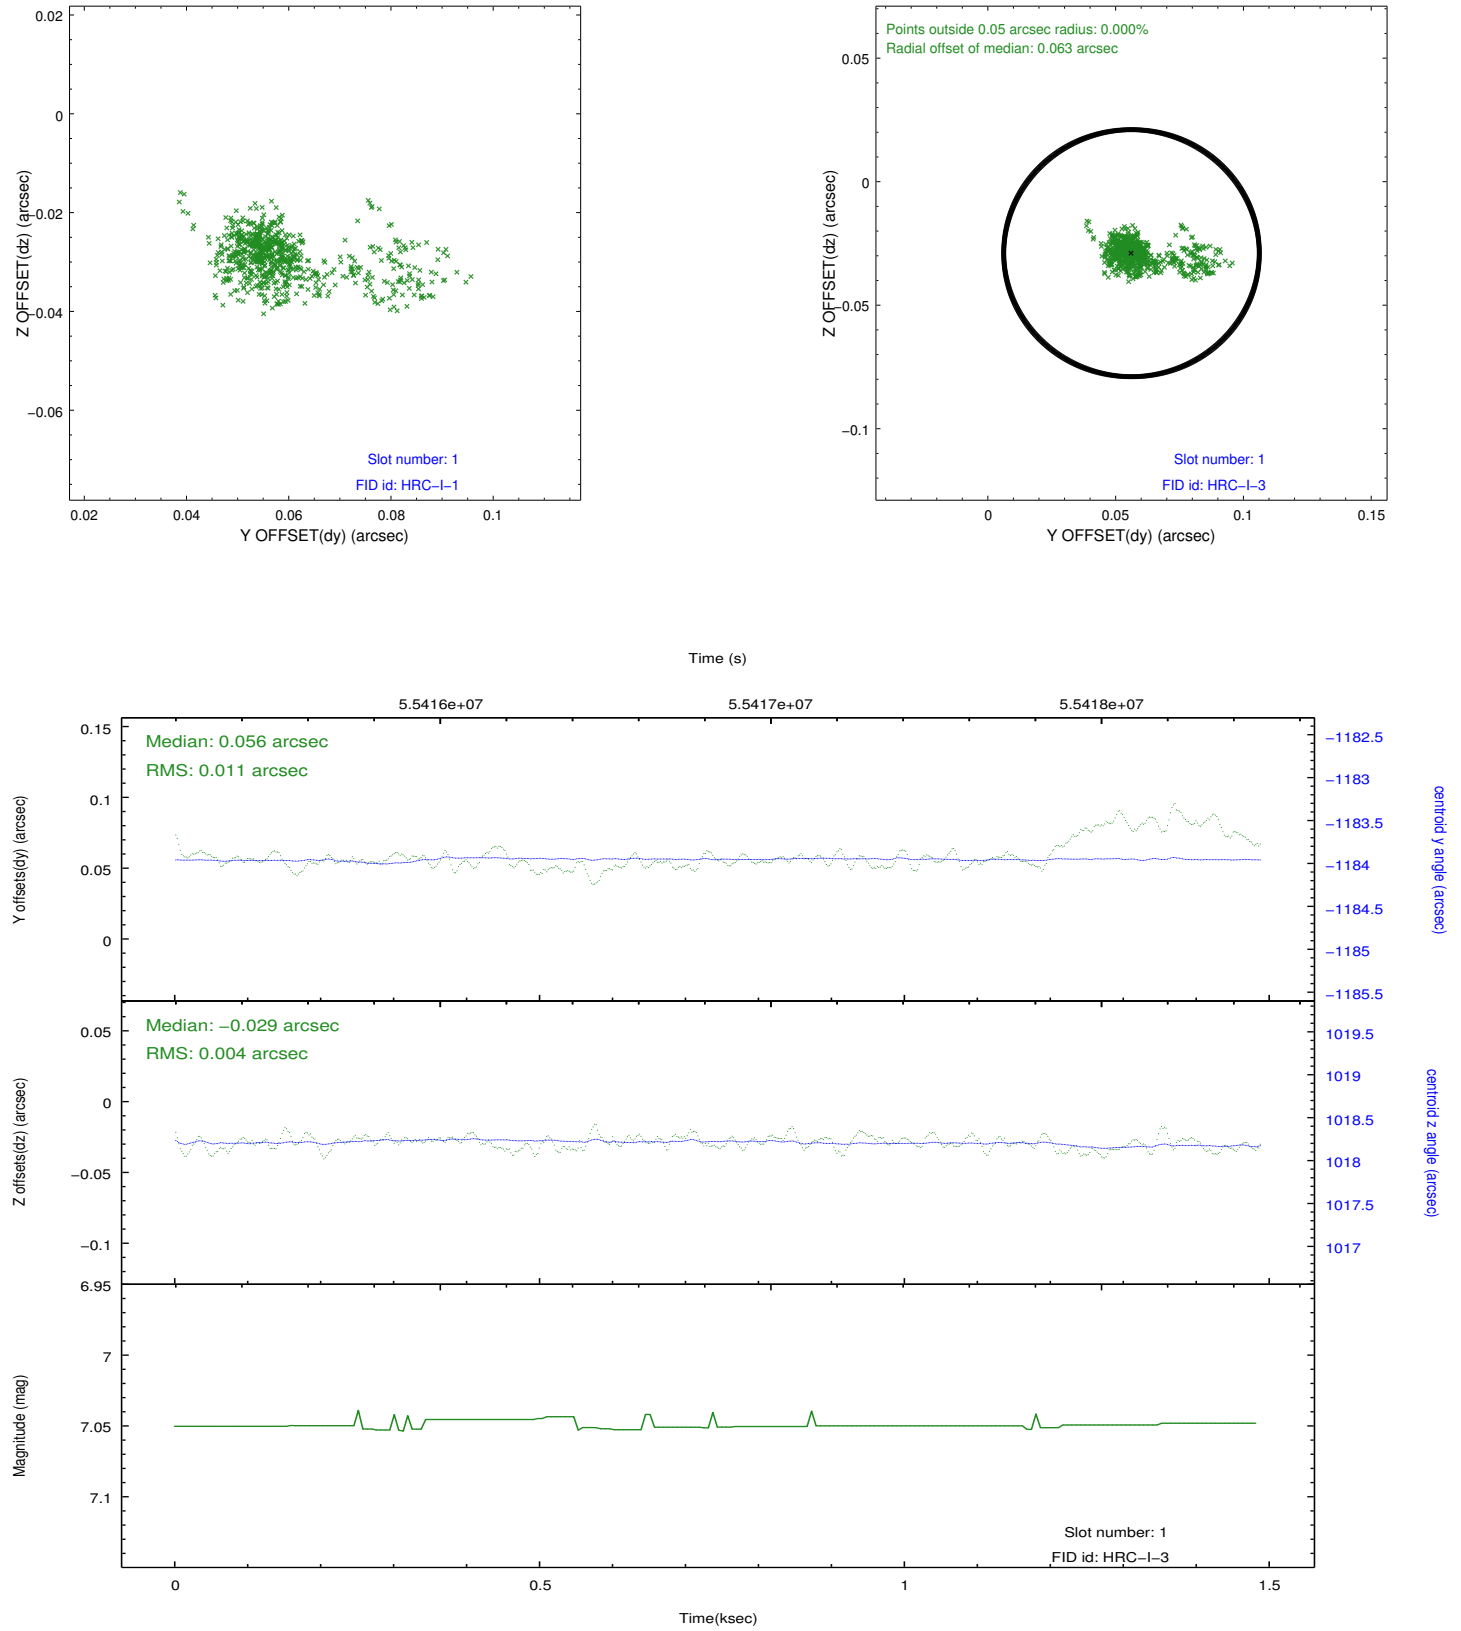 0.02
0
−0.02
−0.04
−0.06
Z OFFSET(dz) (arcsec)
Slot number: 1
FID id: HRC−I−1
0.02 0.04 0.06 0.08 0.1
Y OFFSET(dy) (arcsec)
Points outside 0.05 arcsec radius: 0.000%
Radial offset of median: 0.063 arcsec
0.05
0
−0.05
−0.1
Z OFFSET(dz) (arcsec)
Slot number: 1
FID id: HRC−I−3
0 0.05 0.1 0.15
Y OFFSET(dy) (arcsec)
Time (s)
5.5416e+07 5.5417e+07 5.5418e+07
Median: 0.056 arcsec
RMS: 0.011 arcsec
0.15
0.1
0.05
0
Y offsets(dy) (arcsec)
−1182.5
−1183
−1183.5
−1184
−1184.5
−1185
−1185.5
centroid y angle (arcsec)
Median: −0.029 arcsec
RMS: 0.004 arcsec
0.05
0
−0.05
−0.1
Z offsets(dz) (arcsec)
1019.5
1019
1018.5
1018
1017.5
1017
centroid z angle (arcsec)
6.95
7
7.05
7.1
Magnitude (mag)
Slot number: 1
FID id: HRC−I−3
0 0.5 1 1.5
Time(ksec)